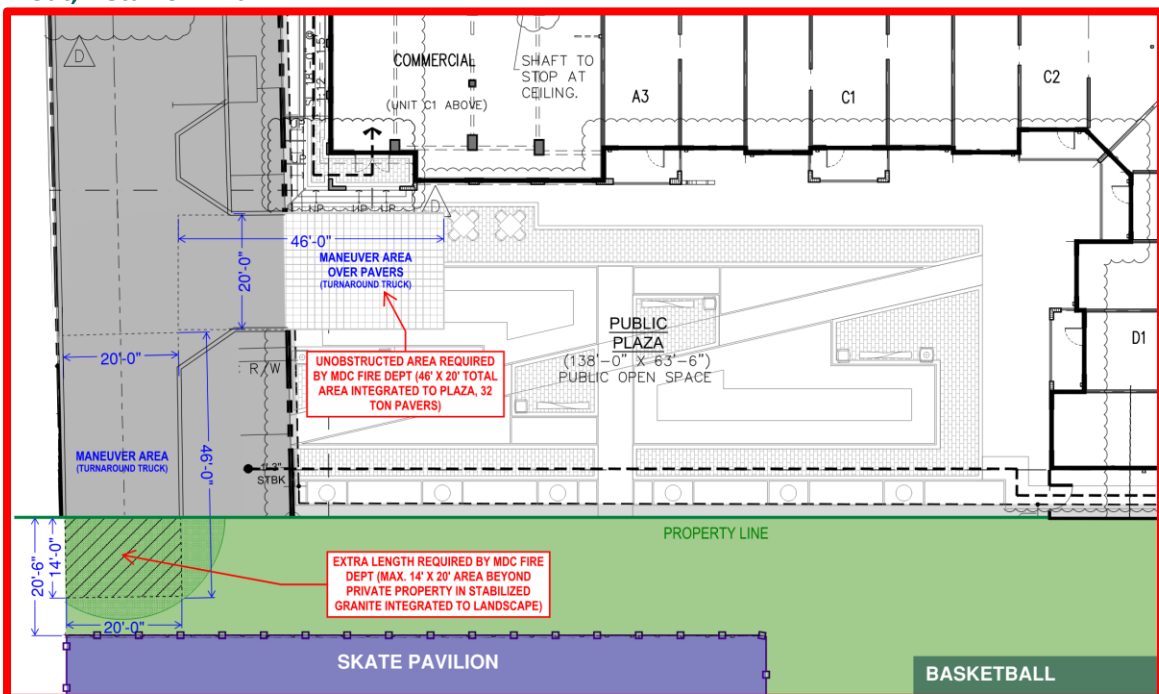 D
COMMERCIAL
(UNIT C1 ABOVE)
SHAFT TO
STOP AT
CEILING.
A3
C1
C2
UP
UP
UP
D
46'-0"
20'-0"
MANEUVER AREA
OVER PAVERS
(TURNAROUND TRUCK)
PUBLIC
PLAZA
(138'-0" X 63'-6")
PUBLIC OPEN SPACE
D1
20'-0"
R/W
UNOBSTRUCTED AREA REQUIRED
BY MDC FIRE DEPT (46' X 20' TOTAL
AREA INTEGRATED TO PLAZA, 32
TON PAVERS)
MANEUVER AREA
(TURNAROUND TRUCK)
46'-0"
STBK
PROPERTY LINE
20'-6"
14'-0"
EXTRA LENGTH REQUIRED BY MDC FIRE
DEPT (MAX. 14' X 20' AREA BEYOND
PRIVATE PROPERTY IN STABILIZED
GRANITE INTEGRATED TO LANDSCAPE)
20'-0"
SKATE PAVILION
BASKETBALL